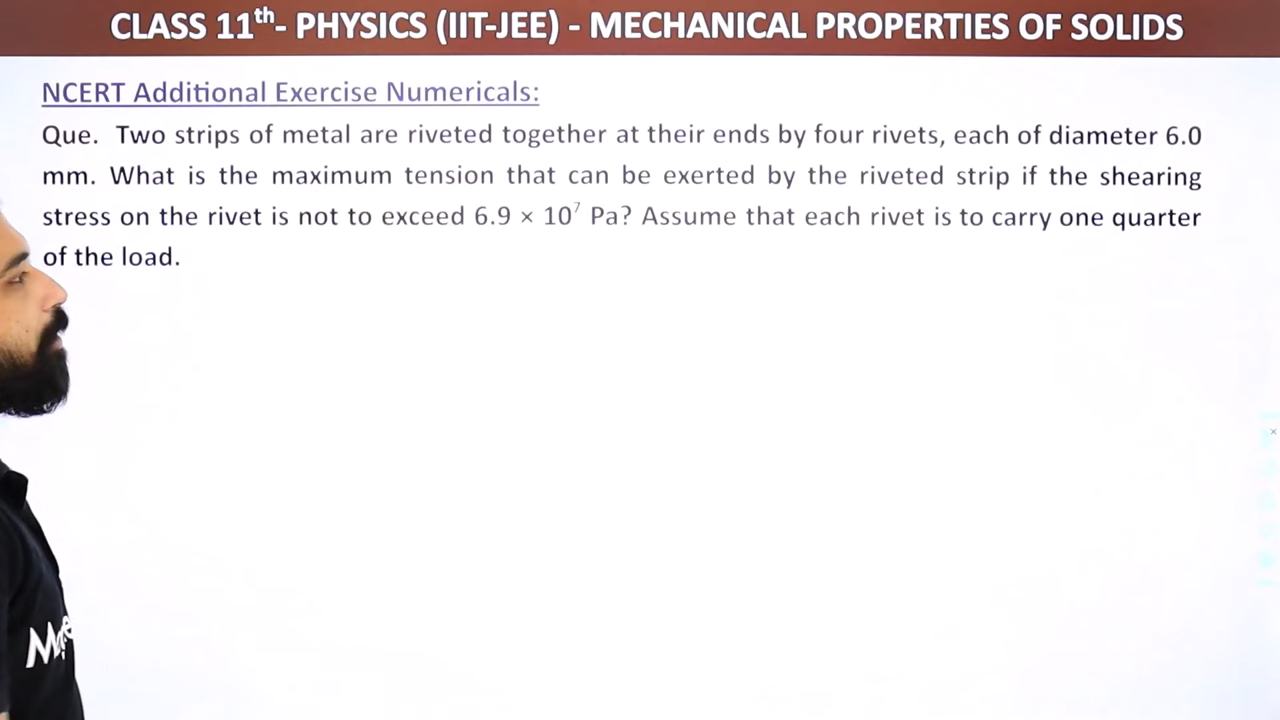 CLASS 11th- PHYSICS (IIT-JEE) - MECHANICAL PROPERTIES OF SOLIDS
NCERT Additional Exercise Numericals:
Que. Two strips of metal are riveted together at their ends by four rivets, each of diameter 6.0
mm. What is the maximum tension that can be exerted by the riveted strip if the shearing
stress on the rivet is not to exceed 6.9 × 10⁷ Pa? Assume that each rivet is to carry one quarter
of the load.